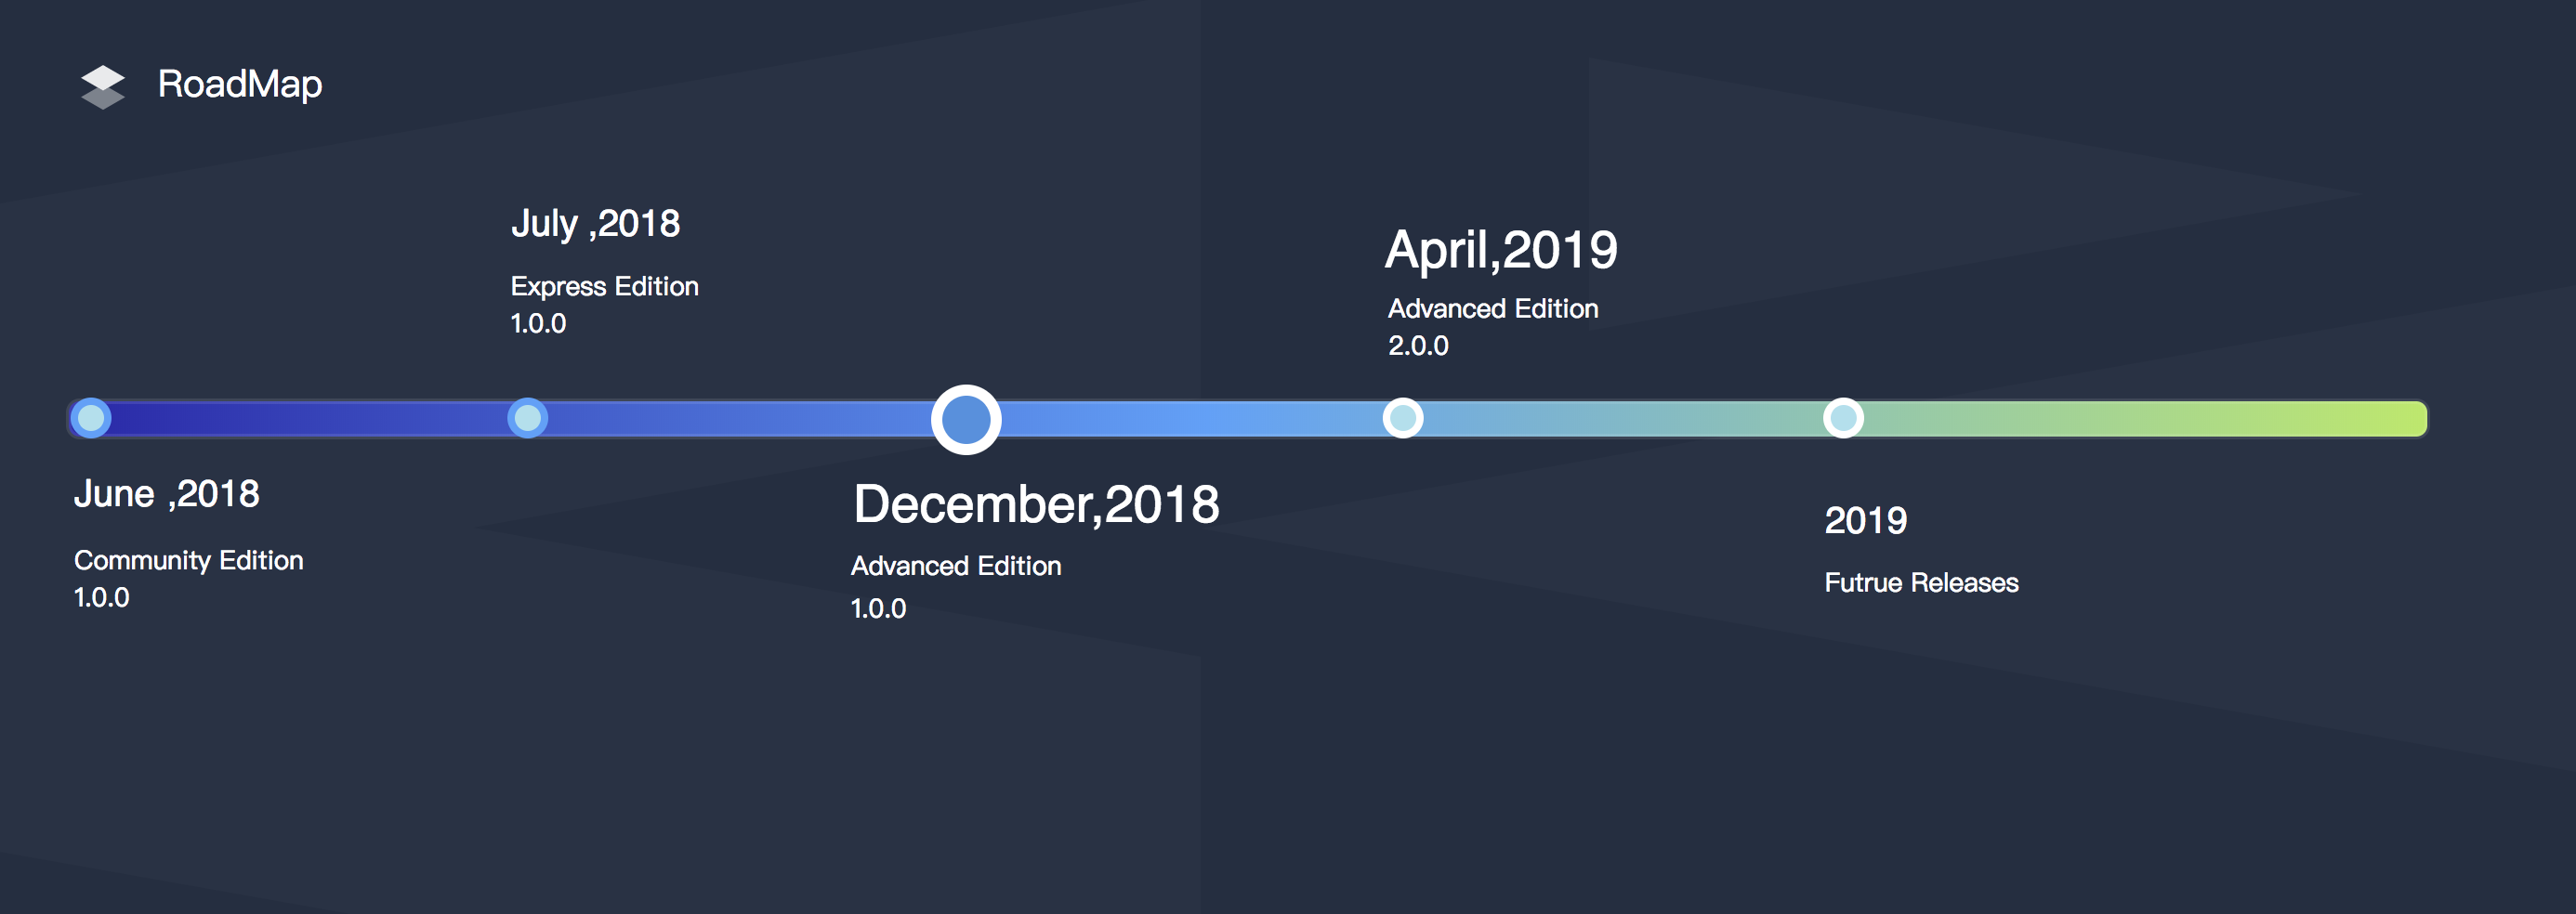 RoadMap
June ,2018
Community Edition
1.0.0
July ,2018
Express Edition
1.0.0
December,2018
Advanced Edition
1.0.0
April,2019
Advanced Edition
2.0.0
2019
Futrue Releases